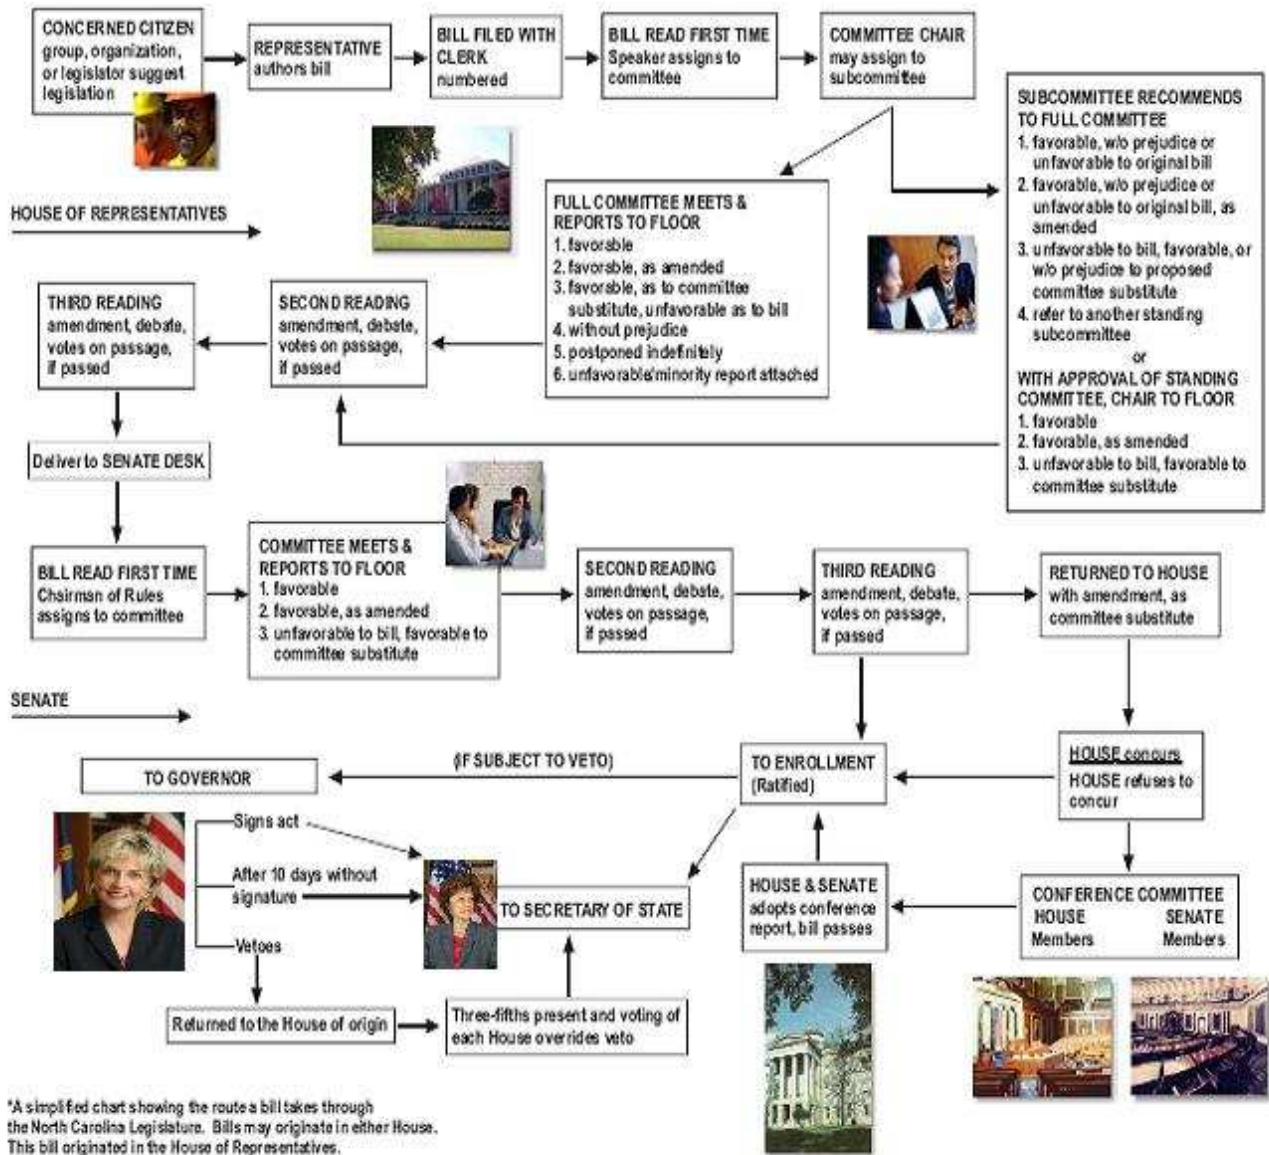 CONCERNED CITIZEN
group, organization,
or legislator suggest
legislation
REPRESENTATIVE
authors bill
BILL FILED WITH
CLERK
numbered
BILL READ FIRST TIME
Speaker assigns to
committee
COMMITTEE CHAIR
may assign to
subcommittee
SUBCOMMITTEE RECOMMENDS
TO FULL COMMITTEE
1. favorable, w/o prejudice or
unfavorable to original bill
2. favorable, w/o prejudice or
unfavorable to original bill, as
amended
3. unfavorable to bill, favorable, or
w/o prejudice to proposed
committee substitute
4. refer to another standing
subcommittee
or
WITH APPROVAL OF STANDING
COMMITTEE, CHAIR TO FLOOR
1. favorable
2. favorable, as amended
3. unfavorable to bill, favorable to
committee substitute
HOUSE OF REPRESENTATIVES
FULL COMMITTEE MEETS &
REPORTS TO FLOOR
1. favorable
2. favorable, as amended
3. favorable, as to committee
substitute, unfavorable as to bill
4. without prejudice
5. postponed indefinitely
6. unfavorable/minority report attached
SECOND READING
amendment, debate,
votes on passage,
if passed
THIRD READING
amendment, debate,
votes on passage,
if passed
Deliver to SENATE DESK
BILL READ FIRST TIME
Chairman of Rules
assigns to committee
COMMITTEE MEETS &
REPORTS TO FLOOR
1. favorable
2. favorable, as amended
3. unfavorable to bill, favorable to
committee substitute
SECOND READING
amendment, debate,
votes on passage,
if passed
THIRD READING
amendment, debate,
votes on passage,
if passed
RETURNED TO HOUSE
with amendment, as
committee substitute
SENATE
HOUSE concurs
HOUSE refuses to
concur
TO ENROLLMENT
(Ratified)
(IF SUBJECT TO VETO)
TO GOVERNOR
Signs act
After 10 days without
signature
Vetoes
TO SECRETARY OF STATE
HOUSE & SENATE
adopts conference
report, bill passes
CONFERENCE COMMITTEE
HOUSE SENATE
Members Members
Returned to the House of origin
Three-fifths present and voting of
each House overrides veto
*A simplified chart showing the route a bill takes through
the North Carolina Legislature. Bills may originate in either House.
This bill originated in the House of Representatives.